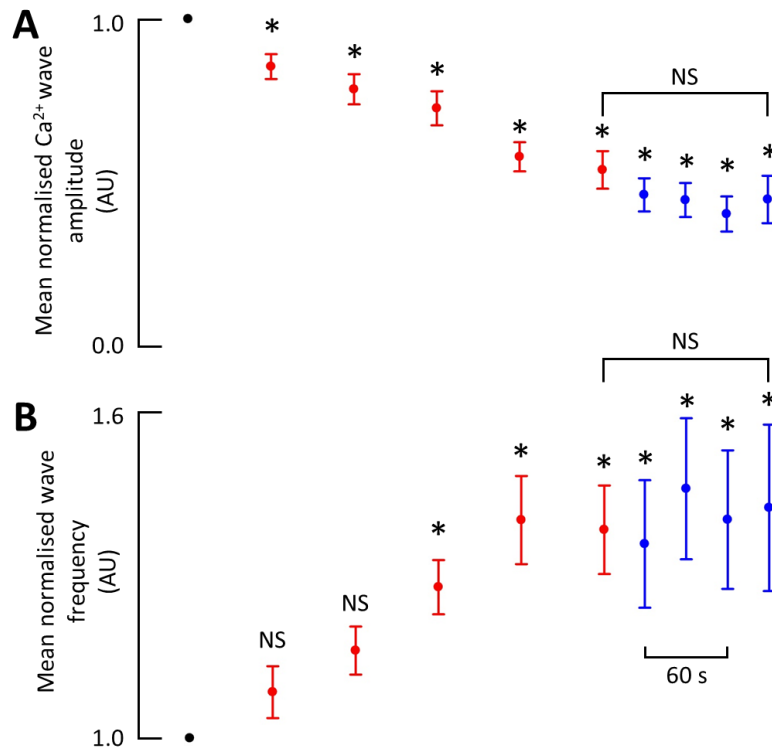 A
Mean normalised Ca²⁺ wave
amplitude
(AU)
1.0
0.0
*
*
*
*
*
*
*
*
*
NS
B
Mean normalised wave
frequency
(AU)
1.6
1.0
NS
NS
*
*
*
*
*
*
*
NS
60 s